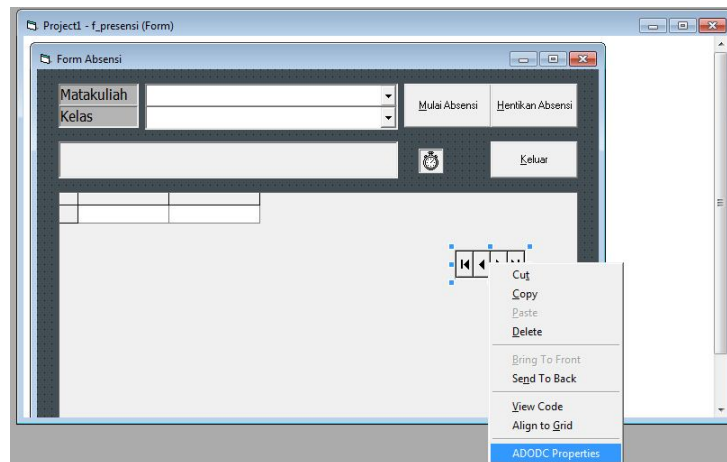 Project1 - f_presensi (Form)
Form Absensi
Matakuliah
Kelas
Mulai Absensi
Hentikan Absensi
Keluar
Cut
Copy
Paste
Delete
Bring To Front
Send To Back
View Code
Align to Grid
ADODC Properties